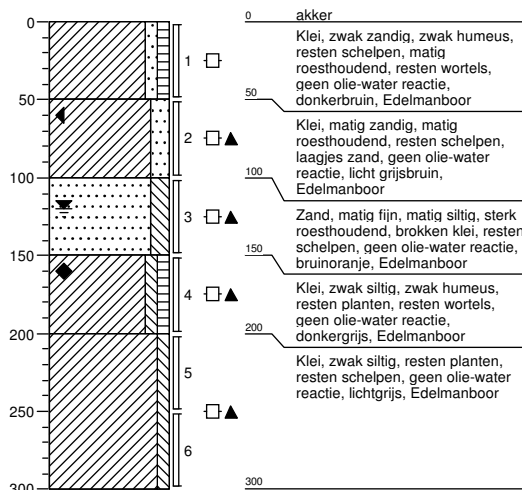 0
50
100
150
200
250
300
1
2
3
4
5
6
0 akker
Klei, zwak zandig, zwak humeus,
resten schelpen, matig
roesthoudend, resten wortels,
geen olie-water reactie,
donkerbruin, Edelmanboor
50
Klei, matig zandig, matig
roesthoudend, resten schelpen,
laagjes zand, geen olie-water
reactie, licht grijsbruin,
Edelmanboor
100
Zand, matig fijn, matig siltig, sterk
roesthoudend, brokken klei, resten
schelpen, geen olie-water reactie,
bruinoranje, Edelmanboor
150
Klei, zwak siltig, zwak humeus,
resten planten, resten wortels,
geen olie-water reactie,
donkergrijs, Edelmanboor
200
Klei, zwak siltig, resten planten,
resten schelpen, geen olie-water
reactie, lichtgrijs, Edelmanboor
300